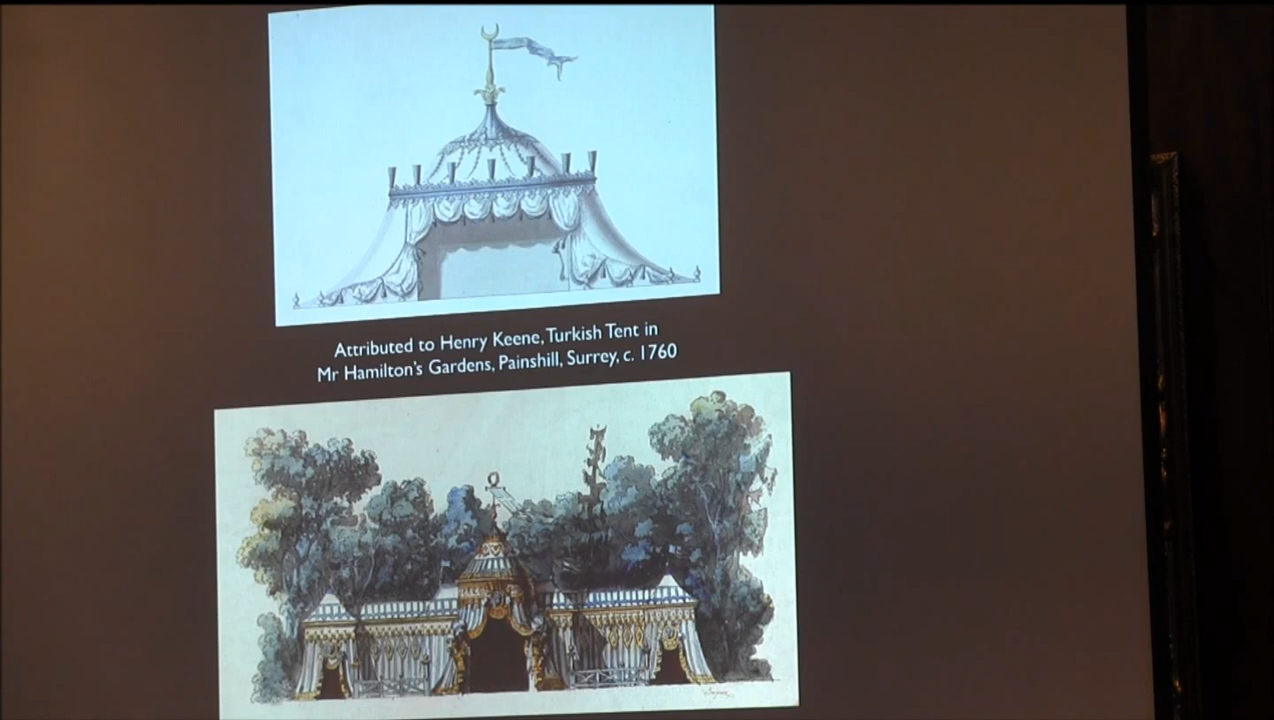 Attributed to Henry Keene, Turkish Tent in
Mr Hamilton's Gardens, Painshill, Surrey, c. 1760